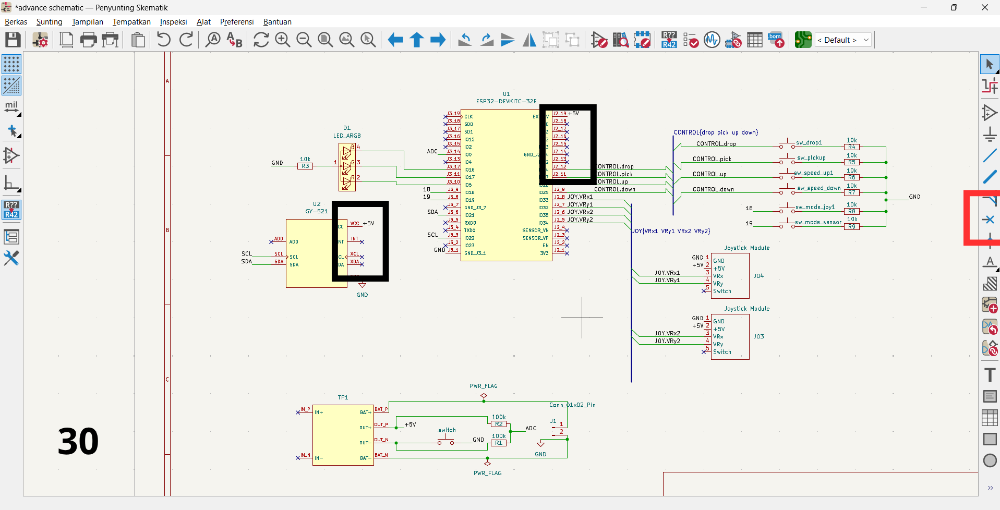 *advance schematic — Penyunting Skematik
Berkas Sunting Tampilan Tempatkan Inspeksi Alat Preferensi Bantuan
R??
R42
.bom
< Default >
mil
R??
R42
A
B
C
U1
ESP32-DEVKITC-32E
J3_19
J3_18
J3_17
J3_16
J3_15
J3_14
J3_13
J3_12
J3_11
J3_10
J3_9
J3_8
J3_7
J3_6
J3_5
J3_4
J3_3
J3_2
J3_1
CLK
SD0
SD1
IO15
IO2
IO0
IO4
IO16
IO17
IO5
IO18
IO19
GND_J3_7
IO21
RXD0
TXD0
IO22
IO23
GND_J3_1
ADC
18
19
SDA
SCL
GND
GND_J2
IO25
IO33
IO32
IO35
IO34
SENSOR_VN
SENSOR_VP
EN
3V3
J2_19 +5V
J2_18
J2_17
J2_16
J2_15
J2_14
J2_13
J2_12
J2_11
J2_9
J2_8 JOY.VRx1
J2_7 JOY.VRy1
J2_6 JOY.VRx2
J2_5 JOY.VRy2
J2_4
J2_3
J2_2
J2_1
D1
LED_ARGB
GND
10k
R3
1
B 4
G 3
R 2
U2
GY-521
VCC +5V
INT
XCL
XDA
ADD AD0
SCL SCL SCL
SDA SDA SDA
GND
CONTROL.drop
CONTROL.pick
CONTROL.up
CONTROL.down
CONTROL{drop pick up down}
CONTROL.drop
CONTROL.pick
CONTROL.up
CONTROL.down
sw_drop1 10k R4
sw_pickup 10k R5
sw_speed_up1 10k R6
sw_speed_down 10k R7
GND
18 sw_mode_joy1 10k R8
19 sw_mode_sensor 10k R9
JOY{VRx1 VRy1 VRx2 VRy2}
Joystick Module
GND 1 GND
+5V 2 +5V
JOY.VRx1 3 VRx
JOY.VRy1 4 VRy
5 Switch
JO4
Joystick Module
GND 1 GND
+5V 2 +5V
JOY.VRx2 3 VRx
JOY.VRy2 4 VRy
5 Switch
JO3
PWR_FLAG
TP1
IN_P IN+
IN_N IN-
BAT+ BAT_P
OUT+ OUT_P +5V
OUT- OUT_N
BAT- BAT_N
switch
GND
100k
R2
ADC
100k
R1
Conn_01x02_Pin
J1
1
2
GND
PWR_FLAG
30
A
T